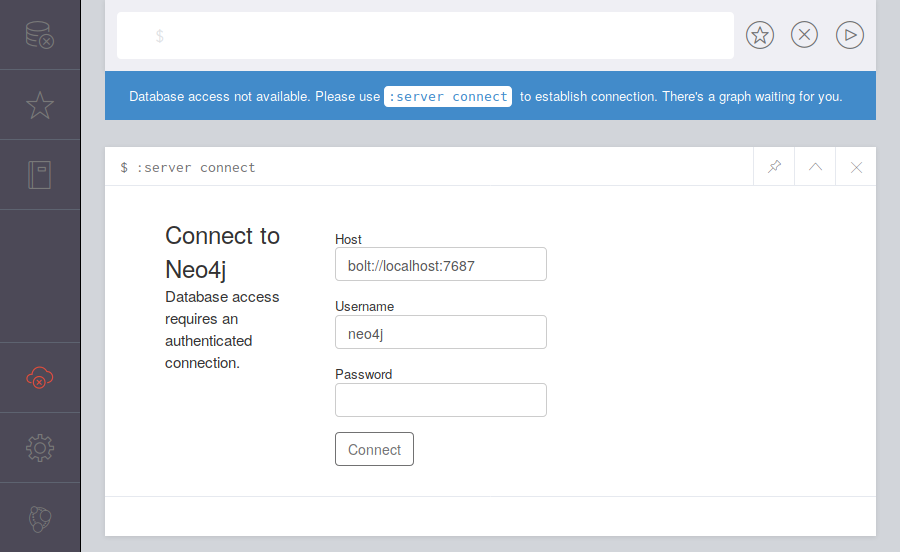 $
Database access not available. Please use :server connect to establish connection. There's a graph waiting for you.
$ :server connect
Connect to
Neo4j
Database access
requires an
authenticated
connection.
Host
bolt://localhost:7687
Username
neo4j
Password
Connect